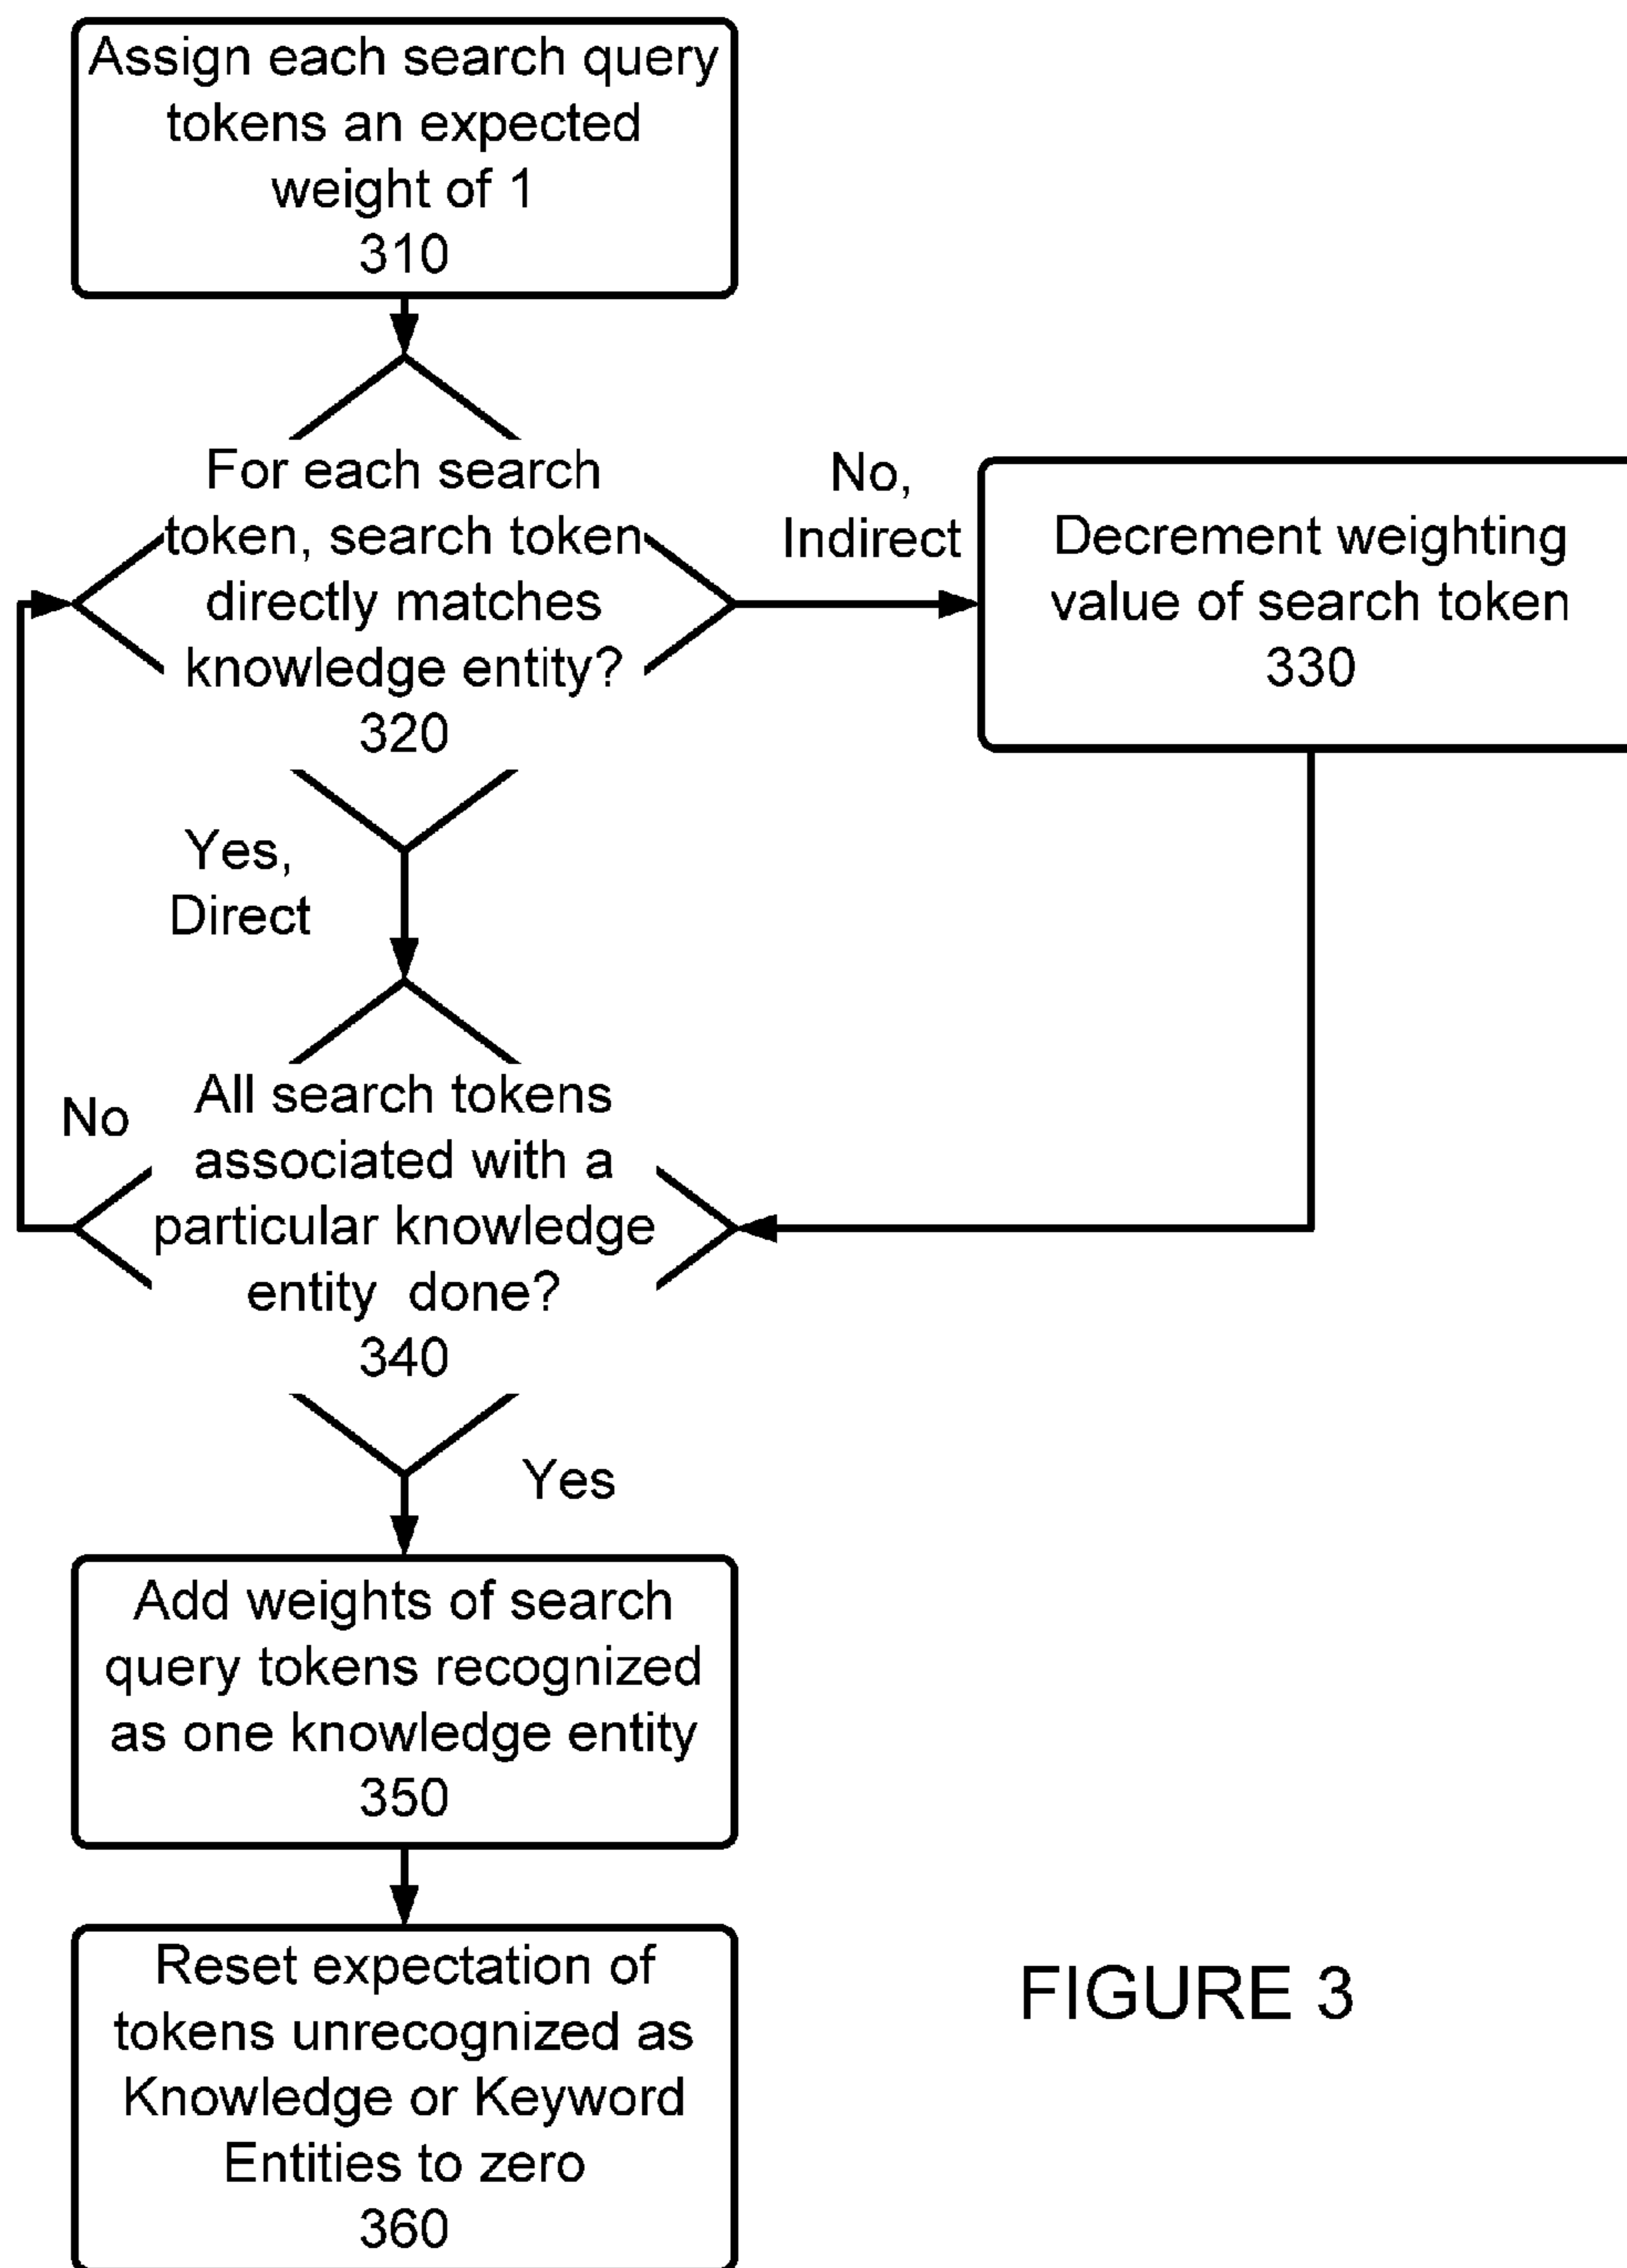 Assign each search query
tokens an expected
weight of 1
310
For each search
token, search token
directly matches
knowledge entity?
320
No,
Indirect
Decrement weighting
value of search token
330
Yes,
Direct
All search tokens
associated with a
particular knowledge
entity done?
340
No
Yes
Add weights of search
query tokens recognized
as one knowledge entity
350
Reset expectation of
tokens unrecognized as
Knowledge or Keyword
Entities to zero
360
FIGURE 3